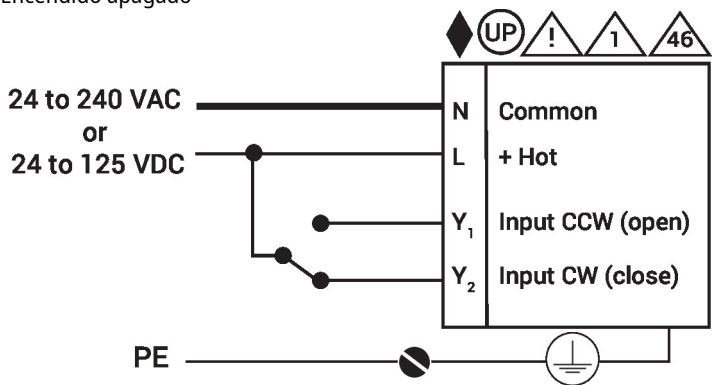 Encendido apagado
UP ! 1 46
24 to 240 VAC
or
24 to 125 VDC
N Common
L + Hot
Y₁ Input CCW (open)
Y₂ Input CW (close)
PE